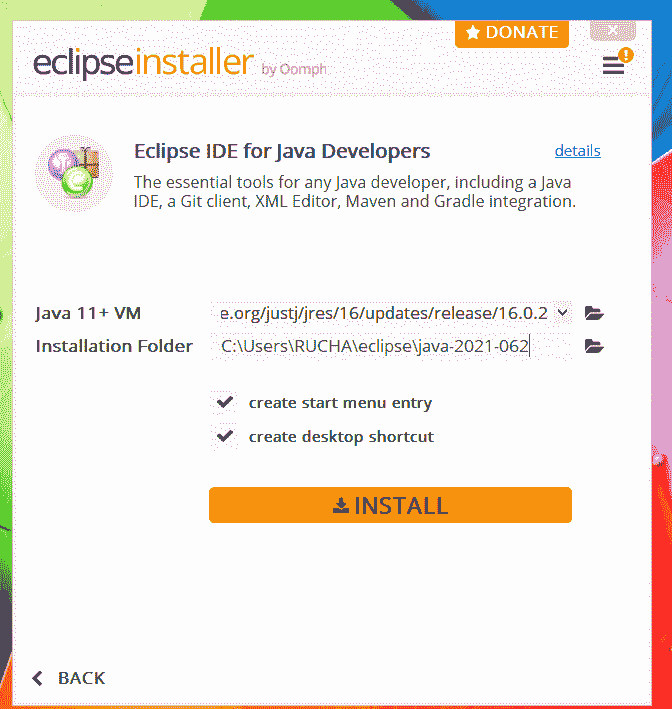 DONATE
eclipseinstaller by Oomph
Eclipse IDE for Java Developers details
The essential tools for any Java developer, including a Java
IDE, a Git client, XML Editor, Maven and Gradle integration.
Java 11+ VM e.org/justj/jres/16/updates/release/16.0.2
Installation Folder C:\Users\RUCHA\eclipse\java-2021-062
create start menu entry
create desktop shortcut
INSTALL
BACK